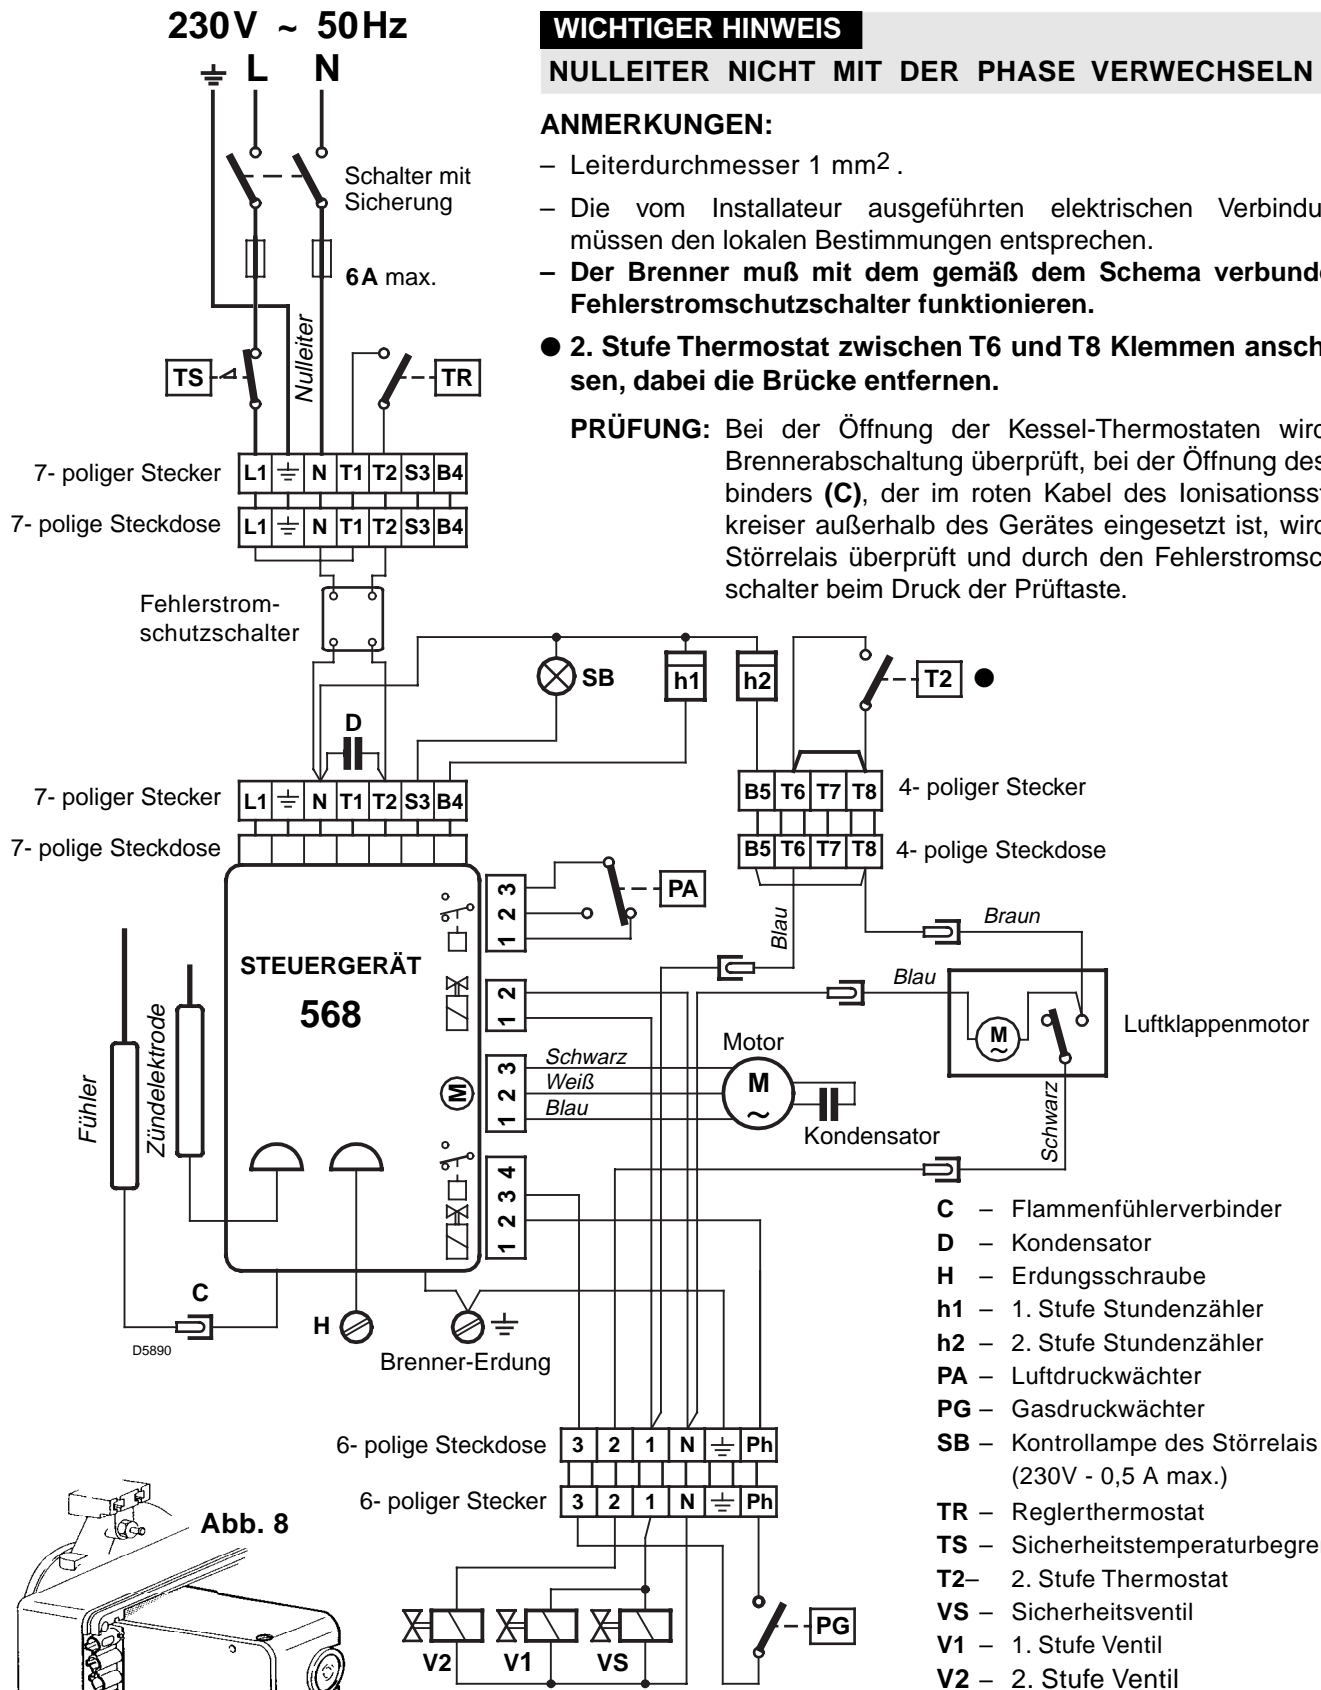 230V ~ 50Hz
L N
WICHTIGER HINWEIS
NULLEITER NICHT MIT DER PHASE VERWECHSELN
ANMERKUNGEN:
– Leiterdurchmesser 1 mm2 .
– Die vom Installateur ausgeführten elektrischen Verbindu
müssen den lokalen Bestimmungen entsprechen.
– Der Brenner muß mit dem gemäß dem Schema verbund
Fehlerstromschutzschalter funktionieren.
● 2. Stufe Thermostat zwischen T6 und T8 Klemmen ansch
sen, dabei die Brücke entfernen.
PRÜFUNG: Bei der Öffnung der Kessel-Thermostaten wird
Brennerabschaltung überprüft, bei der Öffnung des
binders (C), der im roten Kabel des Ionisationsst
kreiser außerhalb des Gerätes eingesetzt ist, wird
Störrelais überprüft und durch den Fehlerstromsc
schalter beim Druck der Prüftaste.
Schalter mit
Sicherung
6A max.
Nulleiter
TS
TR
7- poliger Stecker L1 N T1 T2 S3 B4
7- polige Steckdose L1 N T1 T2 S3 B4
Fehlerstrom-
schutzschalter
D
SB
h1
h2
T2 ●
7- poliger Stecker L1 N T1 T2 S3 B4
7- polige Steckdose
B5 T6 T7 T8 4- poliger Stecker
B5 T6 T7 T8 4- polige Steckdose
STEUERGERÄT
568
3
2
1
PA
2
1
3
2
1
4
3
2
1
M
Schwarz
Weiß
Blau
Motor
M
~
Kondensator
Blau
Braun
Blau
M
~
Luftklappenmotor
Schwarz
Fühler
Zündelektrode
C
D5890
H
Brenner-Erdung
6- polige Steckdose 3 2 1 N Ph
6- poliger Stecker 3 2 1 N Ph
V2
V1
VS
PG
Abb. 8
C – Flammenfühlerverbinder
D – Kondensator
H – Erdungsschraube
h1 – 1. Stufe Stundenzähler
h2 – 2. Stufe Stundenzähler
PA – Luftdruckwächter
PG – Gasdruckwächter
SB – Kontrollampe des Störrelais
(230V - 0,5 A max.)
TR – Reglerthermostat
TS – Sicherheitstemperaturbegre
T2– 2. Stufe Thermostat
VS – Sicherheitsventil
V1 – 1. Stufe Ventil
V2 – 2. Stufe Ventil